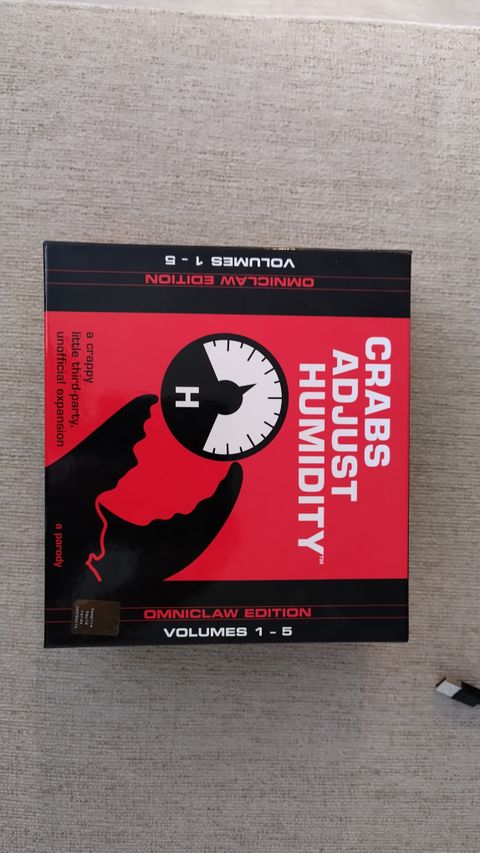 VOLUMES 1 - 5
OMNICLAW EDITION
CRABS
ADJUST
HUMIDITY™
H
a crappy
little third-party,
unofficial expansion
a parody
OMNICLAW EDITION
VOLUMES 1 - 5